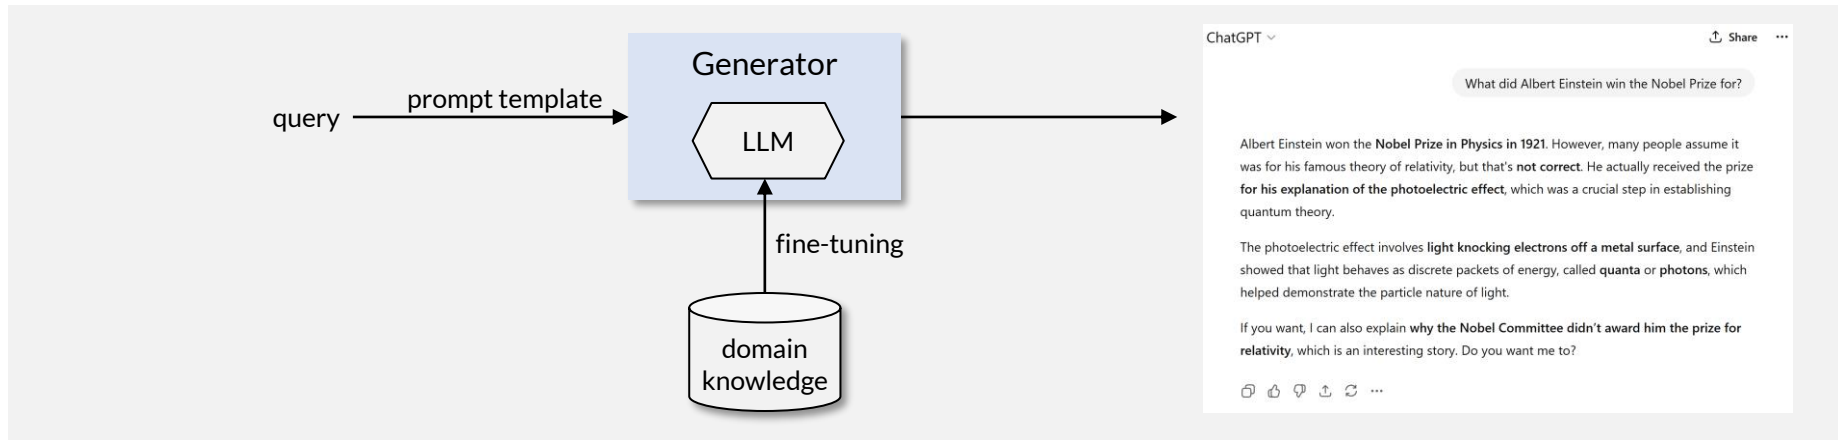 query
prompt template
Generator
LLM
fine-tuning
domain
knowledge
ChatGPT
Share
What did Albert Einstein win the Nobel Prize for?
Albert Einstein won the Nobel Prize in Physics in 1921. However, many people assume it
was for his famous theory of relativity, but that's not correct. He actually received the prize
for his explanation of the photoelectric effect, which was a crucial step in establishing
quantum theory.
The photoelectric effect involves light knocking electrons off a metal surface, and Einstein
showed that light behaves as discrete packets of energy, called quanta or photons, which
helped demonstrate the particle nature of light.
If you want, I can also explain why the Nobel Committee didn't award him the prize for
relativity, which is an interesting story. Do you want me to?